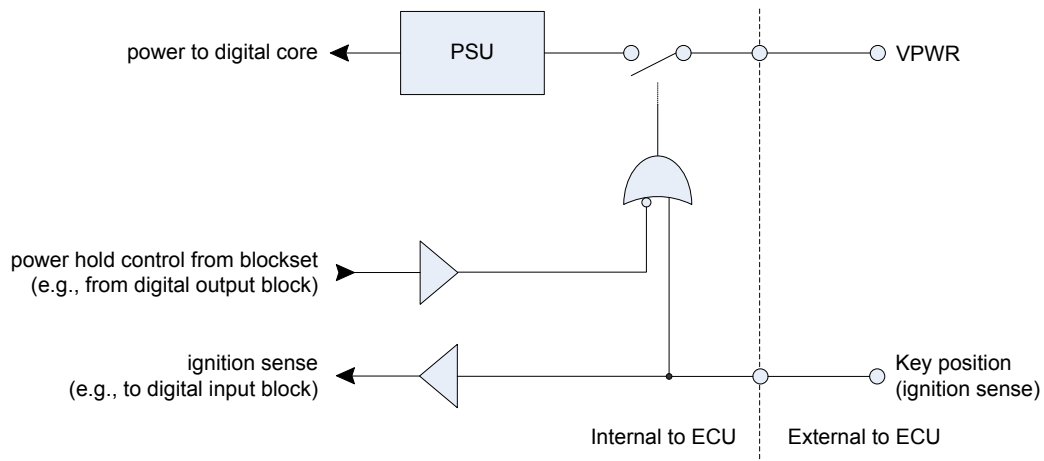 power to digital core
PSU
VPWR
power hold control from blockset
(e.g., from digital output block)
ignition sense
(e.g., to digital input block)
Key position
(ignition sense)
Internal to ECU
External to ECU